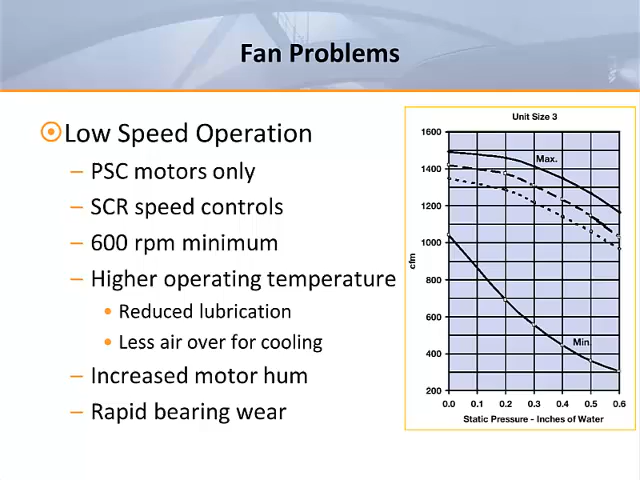 Fan Problems
Low Speed Operation
– PSC motors only
– SCR speed controls
– 600 rpm minimum
– Higher operating temperature
• Reduced lubrication
• Less air over for cooling
– Increased motor hum
– Rapid bearing wear
Unit Size 3
1600
1400
1200
1000
800
600
400
200
cfm
Max.
Min.
0.0 0.1 0.2 0.3 0.4 0.5 0.6
Static Pressure - Inches of Water